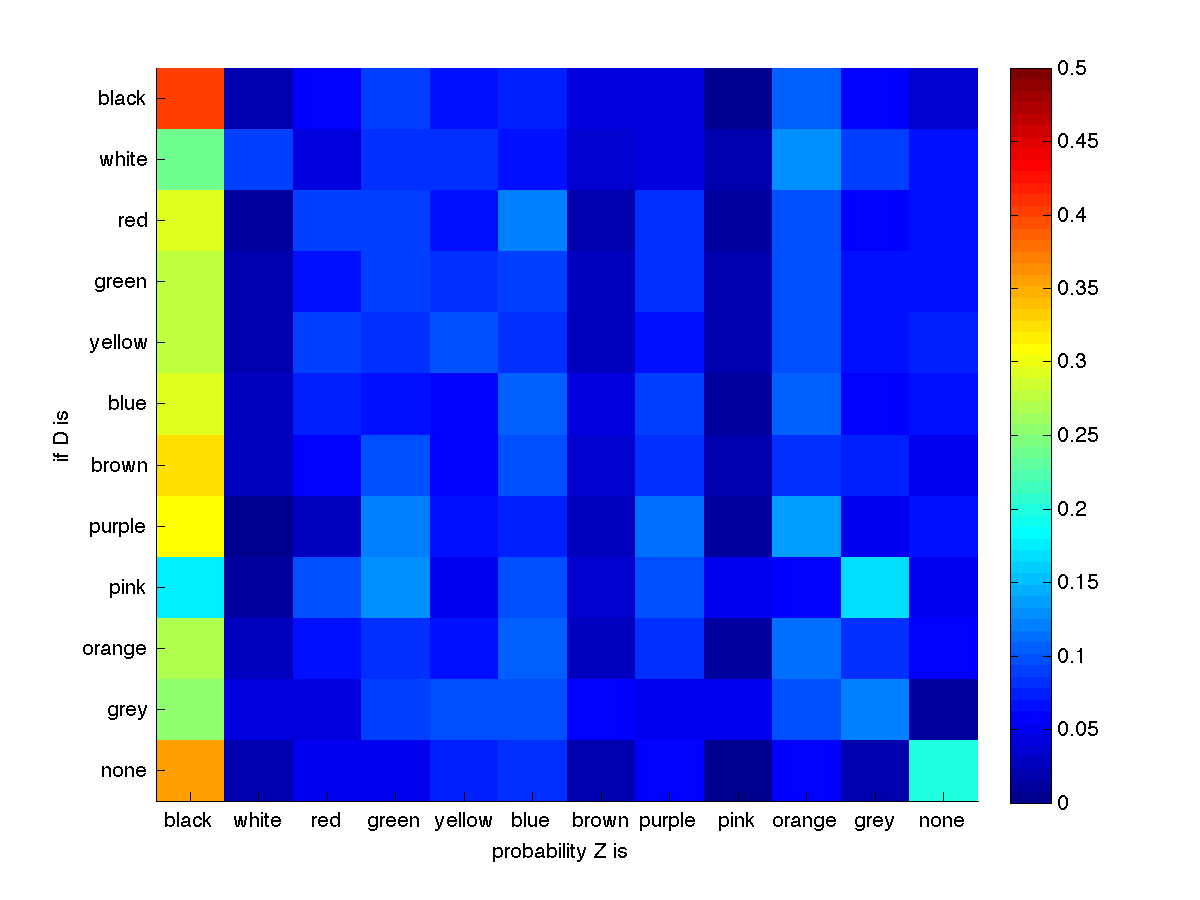 black
white
red
green
yellow
blue
brown
purple
pink
orange
grey
none
if D is
black white red green yellow blue brown purple pink orange grey none
probability Z is
0.5
0.45
0.4
0.35
0.3
0.25
0.2
0.15
0.1
0.05
0